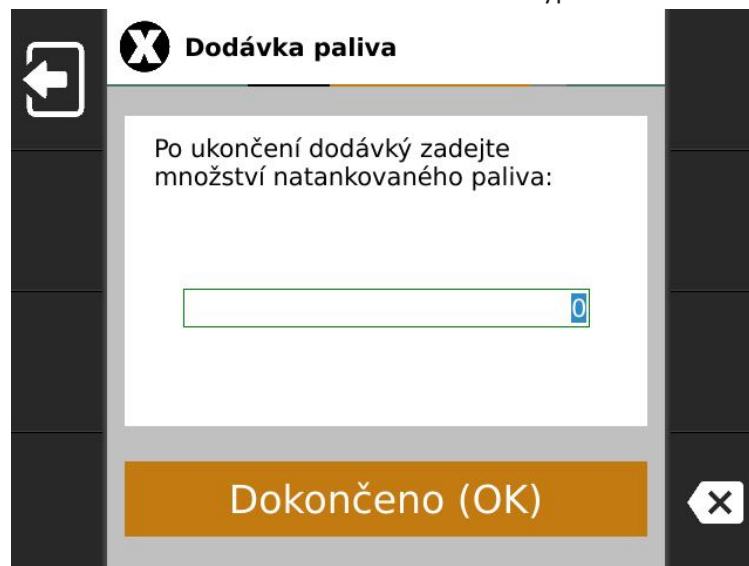 X Dodávka paliva
Po ukončení dodávký zadejte
množství natankovaného paliva:
0
Dokončeno (OK)